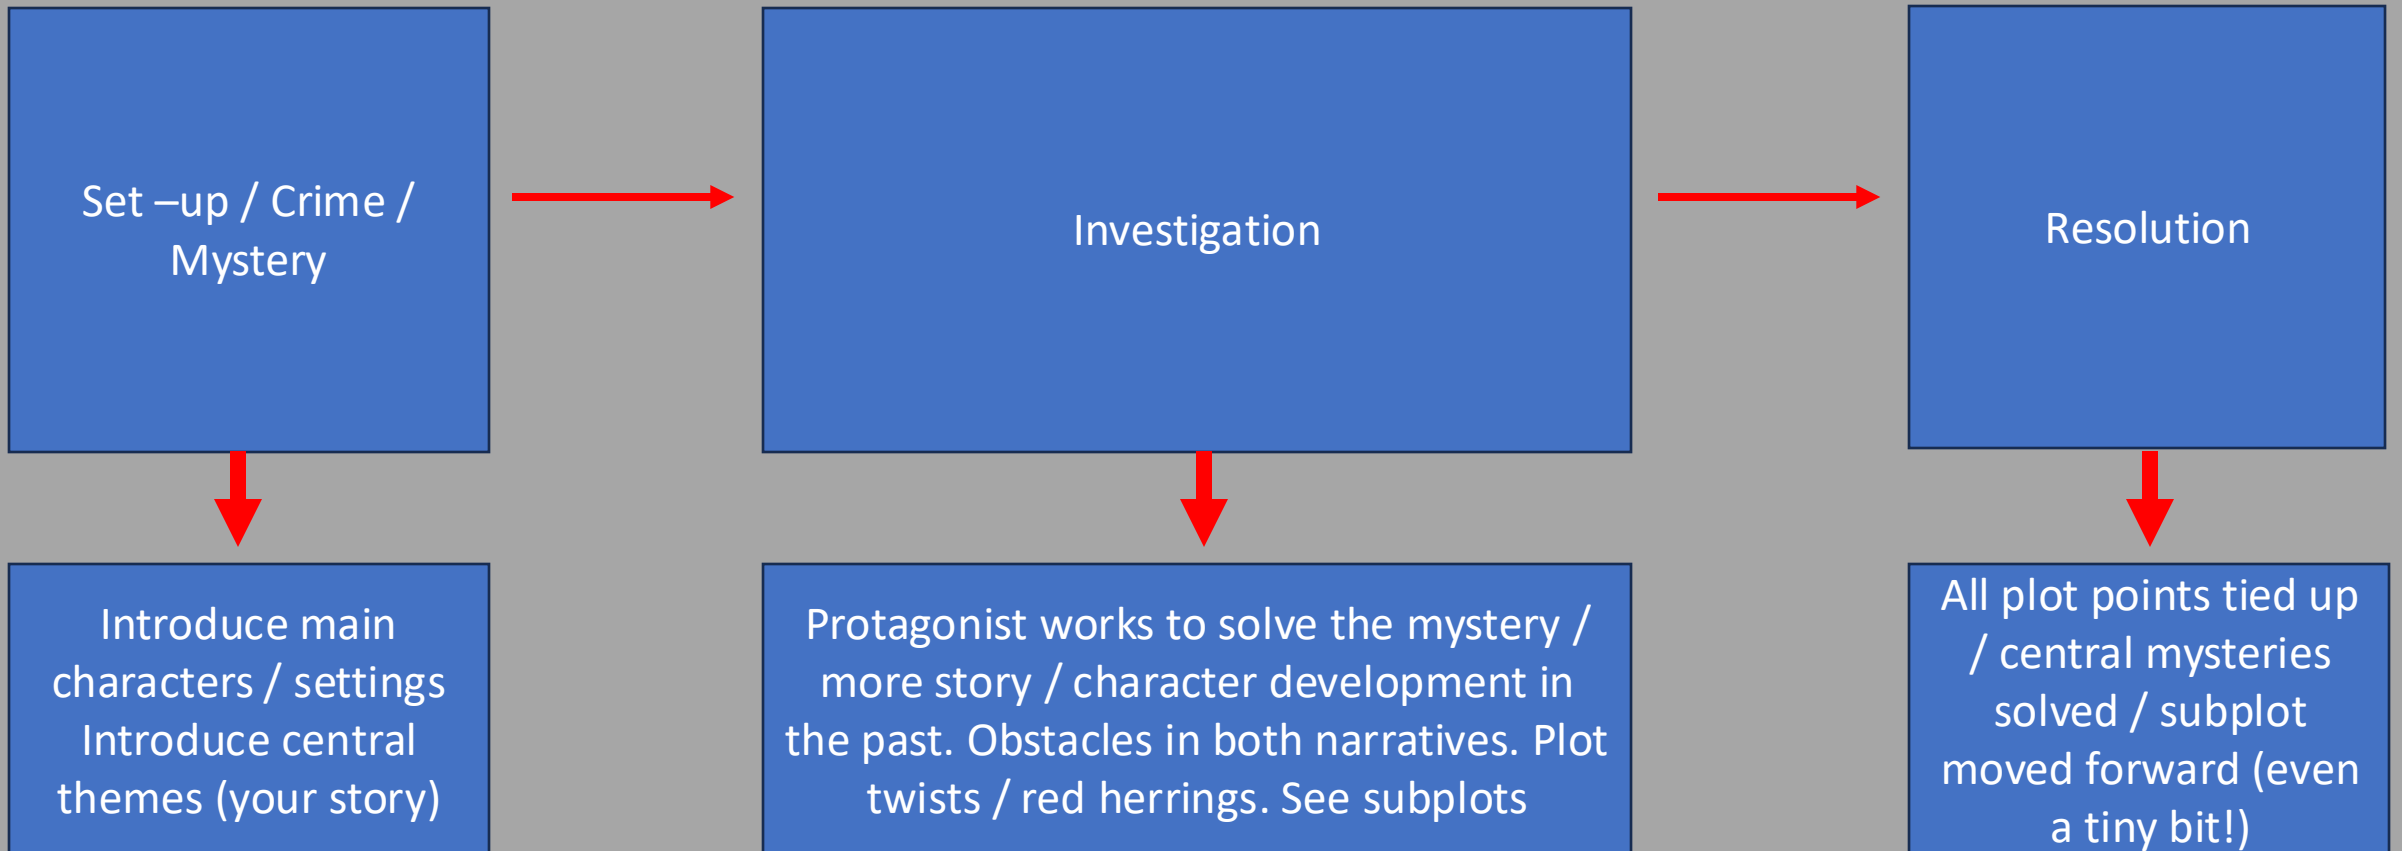 Set –up / Crime /
Mystery
Investigation
Resolution
Introduce main
characters / settings
Introduce central
themes (your story)
Protagonist works to solve the mystery /
more story / character development in
the past. Obstacles in both narratives. Plot
twists / red herrings. See subplots
All plot points tied up
/ central mysteries
solved / subplot
moved forward (even
a tiny bit!)